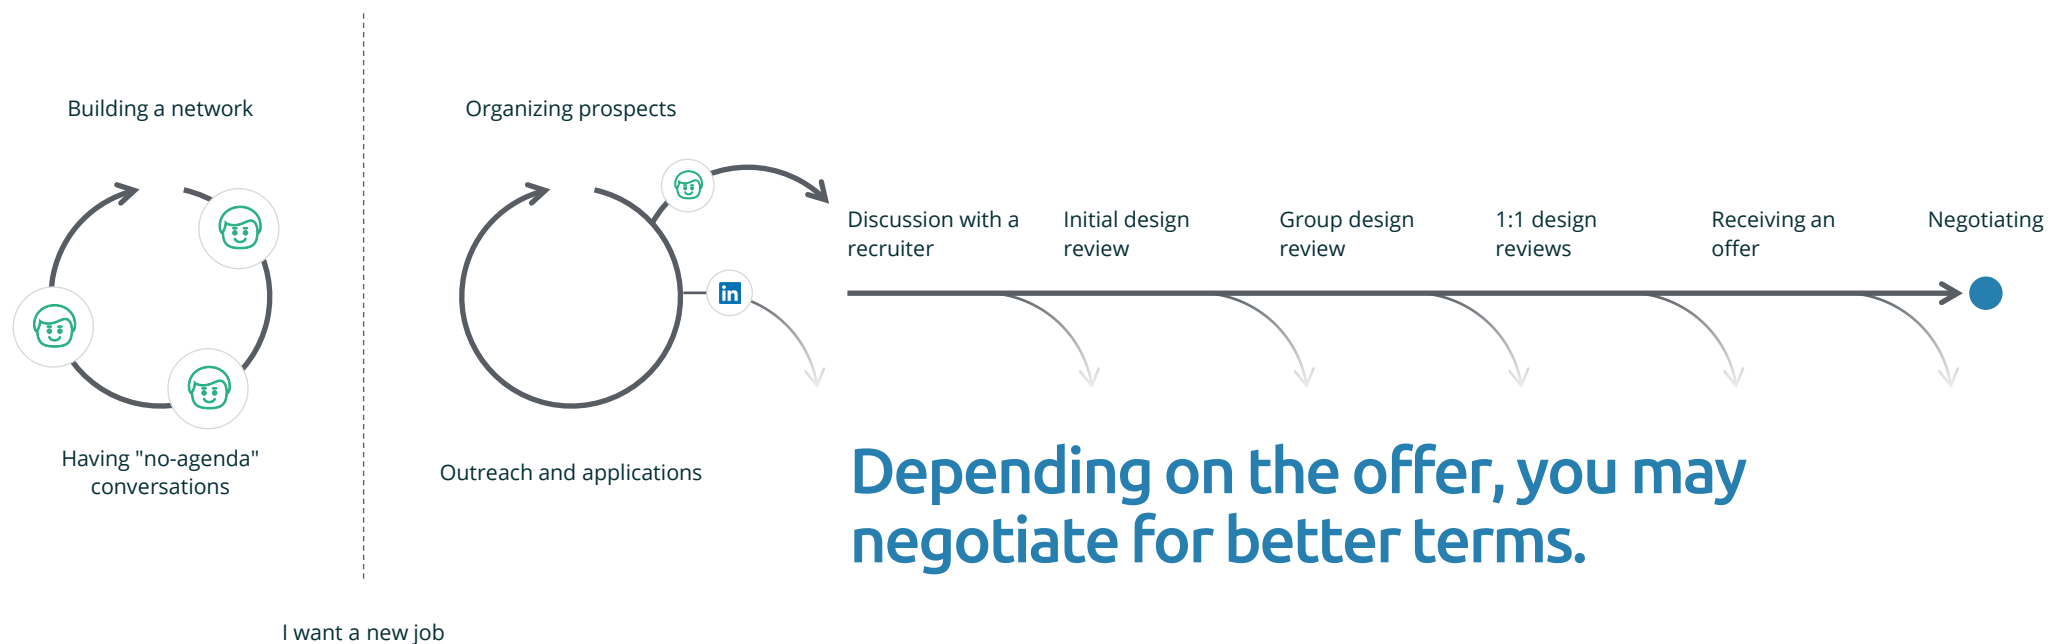 Building a network
Having "no-agenda"
conversations
I want a new job
Organizing prospects
in
Outreach and applications
Discussion with a
recruiter
Initial design
review
Group design
review
1:1 design
reviews
Receiving an
offer
Negotiating
Depending on the offer, you may
negotiate for better terms.